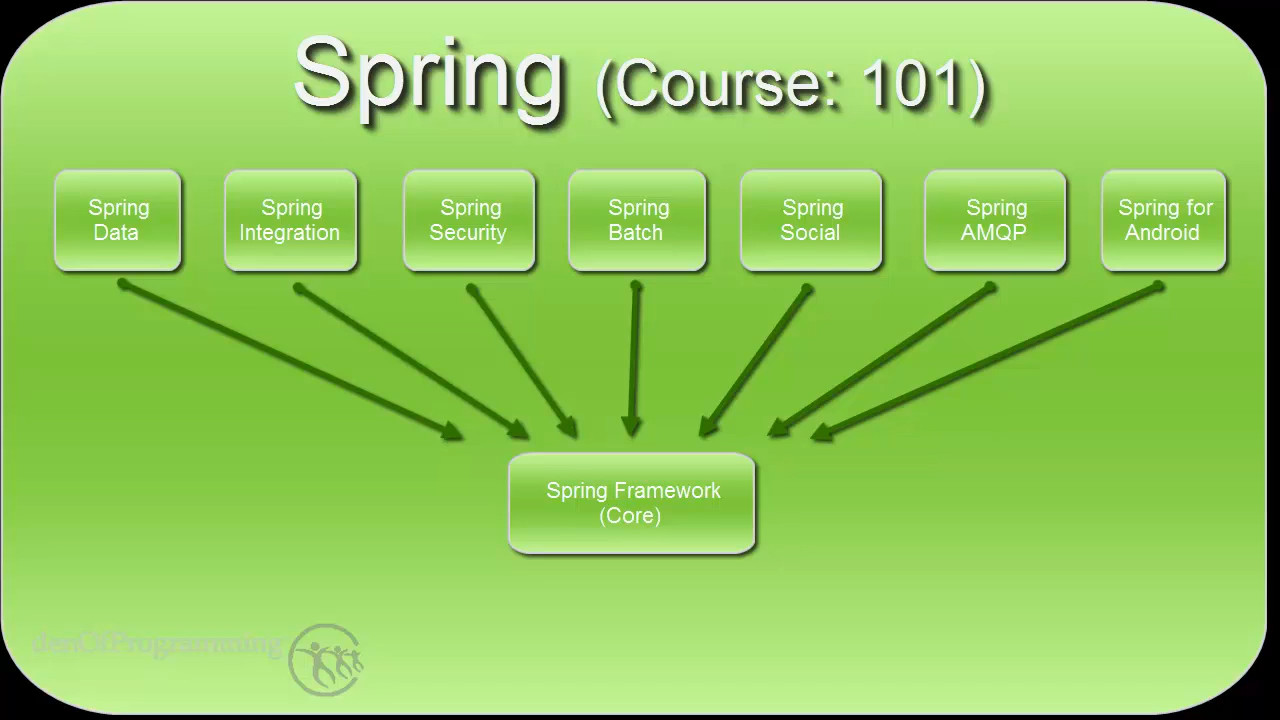 Spring (Course: 101)
Spring
Data
Spring
Integration
Spring
Security
Spring
Batch
Spring
Social
Spring
AMQP
Spring for
Android
Spring Framework
(Core)
denOfProgramming